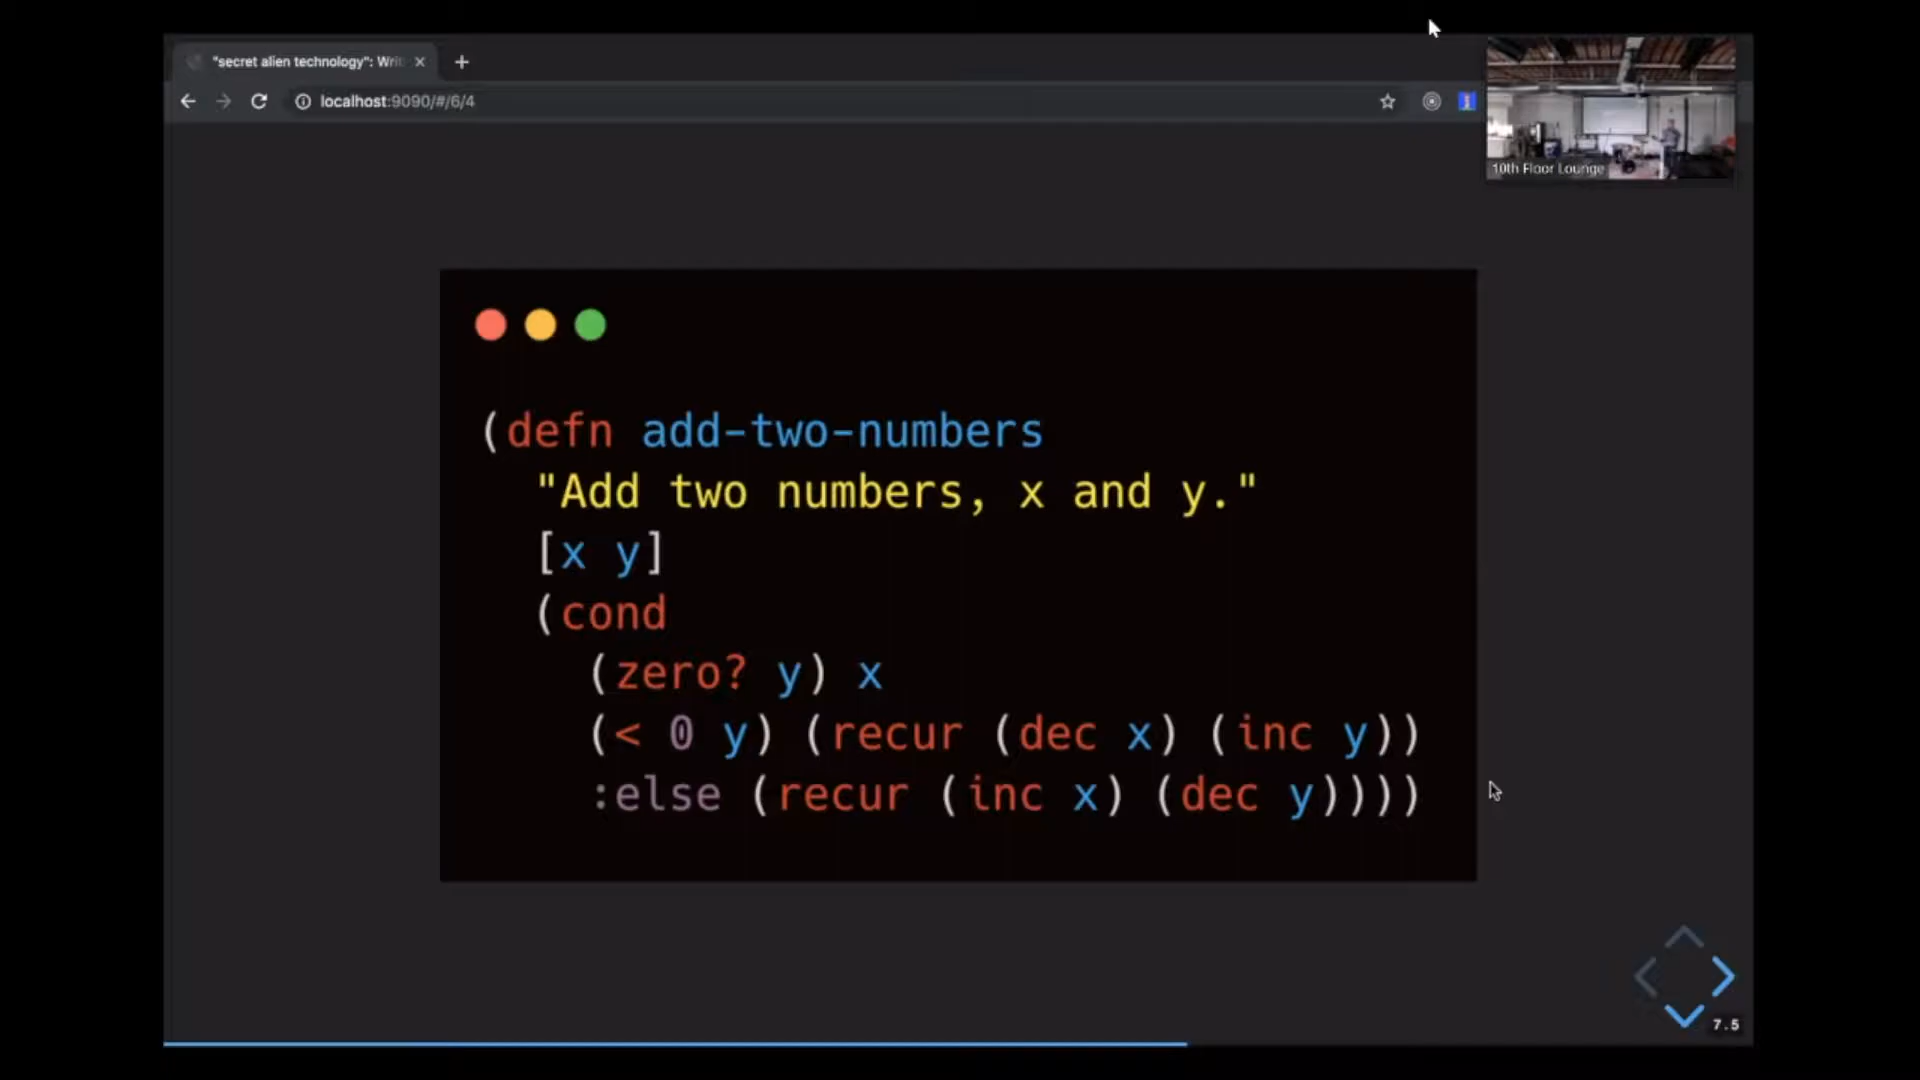 "secret alien technology": Writ
localhost:9090/#/6/4
10th Floor Lounge
(defn add-two-numbers
"Add two numbers, x and y."
[x y]
(cond
(zero? y) x
(< 0 y) (recur (dec x) (inc y))
:else (recur (inc x) (dec y))))
7.5